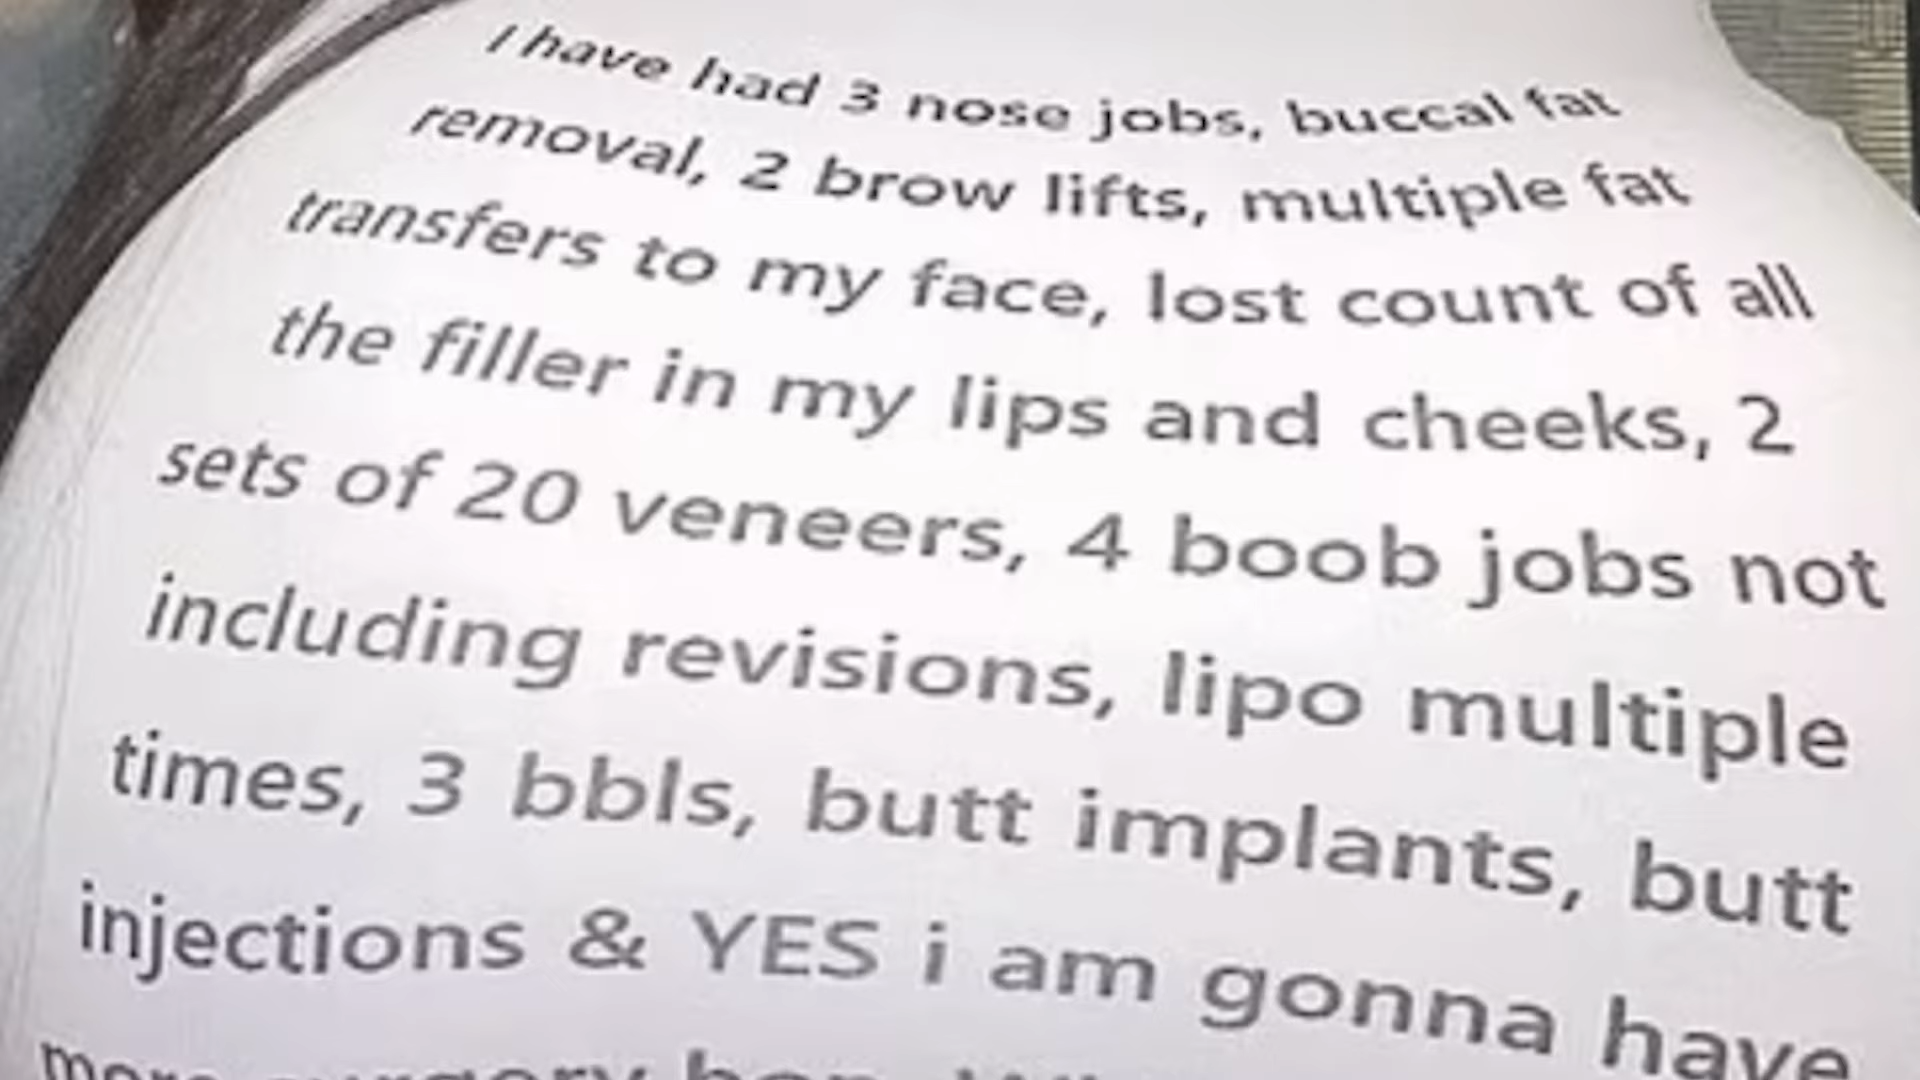 I have had 3 nose jobs, buccal fat
removal, 2 brow lifts, multiple fat
transfers to my face, lost count of all
the filler in my lips and cheeks, 2
sets of 20 veneers, 4 boob jobs not
including revisions, lipo multiple
times, 3 bbls, butt implants, butt
injections & YES i am gonna have
more surgery